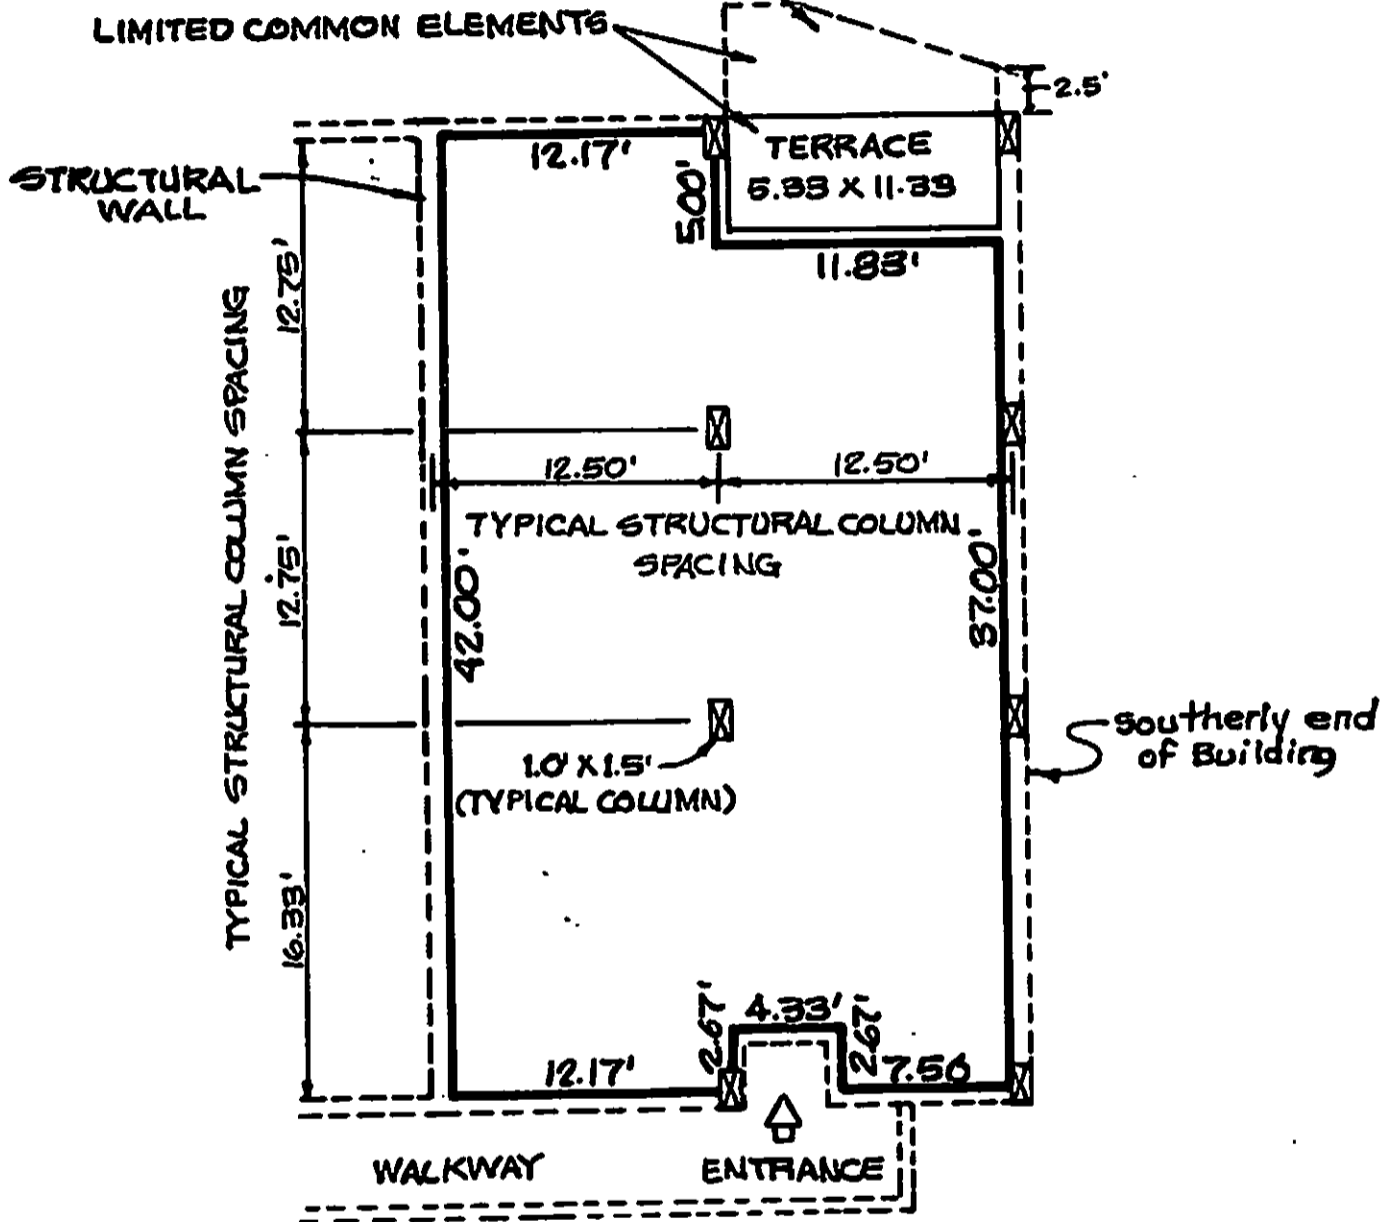 LIMITED COMMON ELEMENTS
2.5'
12.17'
TERRACE
5.33 X 11.33
STRUCTURAL
WALL
5.00'
11.83'
12.75'
TYPICAL STRUCTURAL COLUMN SPACING
12.50'
12.50'
TYPICAL STRUCTURAL COLUMN
SPACING
12.75'
42.00'
37.00'
Southerly end
of Building
1.0' X 1.5'
(TYPICAL COLUMN)
16.33'
2.67'
4.33'
2.67'
12.17'
7.50
WALKWAY
ENTRANCE